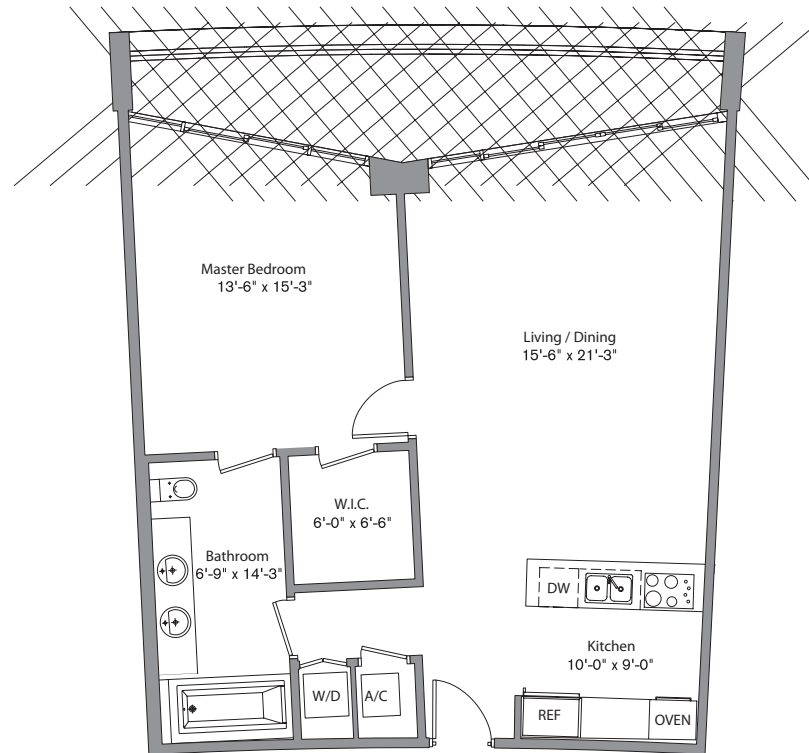 Master Bedroom
13'-6" x 15'-3"
Living / Dining
15'-6" x 21'-3"
W.I.C.
6'-0" x 6'-6"
Bathroom
6'-9" x 14'-3"
DW
Kitchen
10'-0" x 9'-0"
W/D
A/C
REF
OVEN